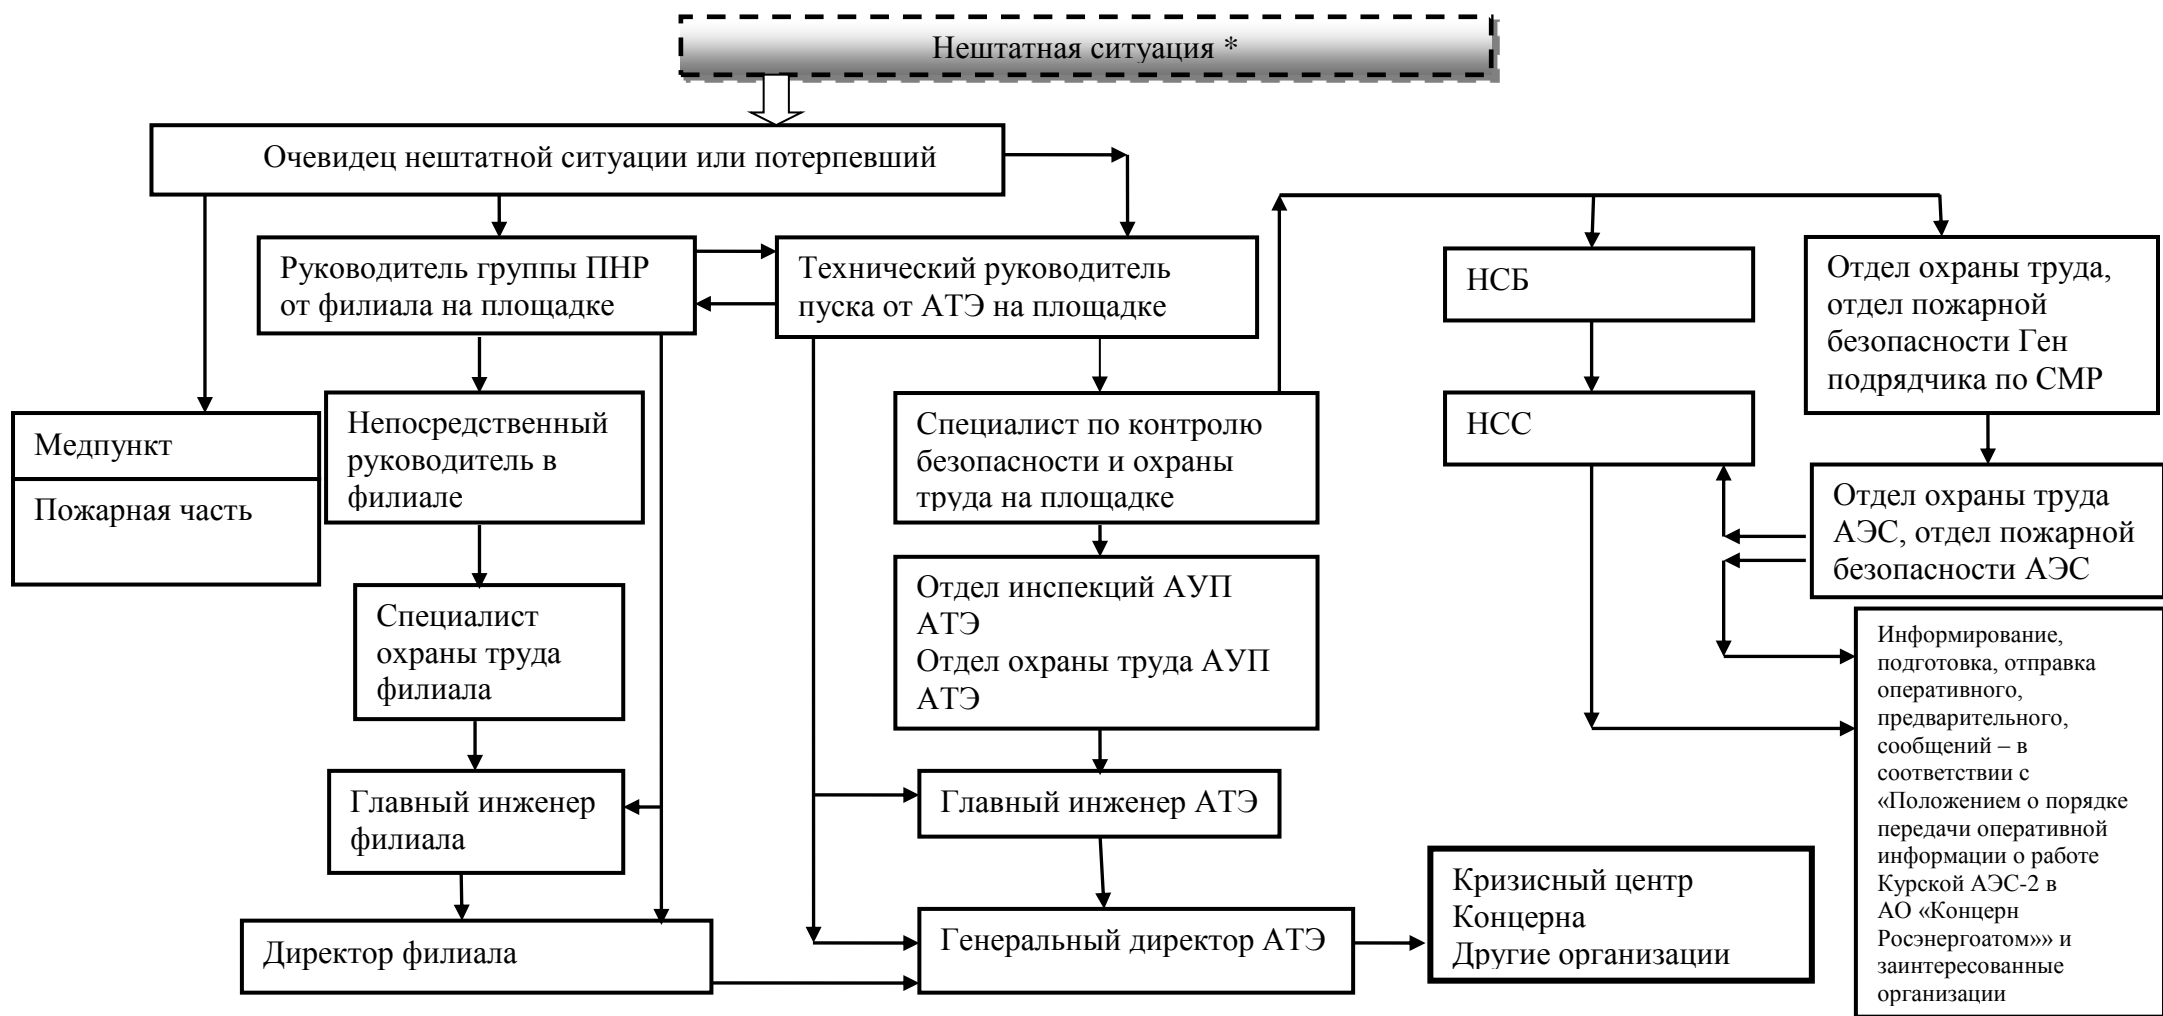 Нештатная ситуация *
Очевидец нештатной ситуации или потерпевший
Руководитель группы ПНР
от филиала на площадке
Технический руководитель
пуска от АТЭ на площадке
НСБ
Отдел охраны труда,
отдел пожарной
безопасности Ген
подрядчика по СМР
Медпункт
Пожарная часть
Непосредственный
руководитель в
филиале
Специалист по контролю
безопасности и охраны
труда на площадке
НСС
Отдел охраны труда
АЭС, отдел пожарной
безопасности АЭС
Специалист
охраны труда
филиала
Отдел инспекций АУП
АТЭ
Отдел охраны труда АУП
АТЭ
Информирование,
подготовка, отправка
оперативного,
предварительного,
сообщений – в
соответствии с
«Положением о порядке
передачи оперативной
информации о работе
Курской АЭС-2 в
АО «Концерн
Росэнергоатом»» и
заинтересованные
организации
Главный инженер
филиала
Главный инженер АТЭ
Директор филиала
Генеральный директор АТЭ
Кризисный центр
Концерна
Другие организации